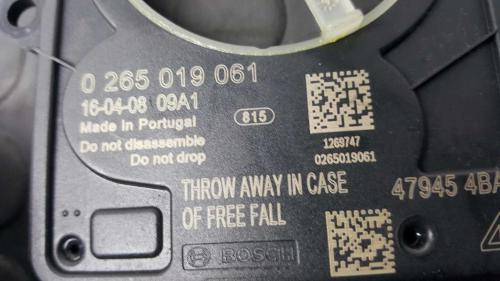 0 265 019 061
16-04-08 09A1
Made in Portugal
815
Do not disassemble
Do not drop
1269747
0265019061
THROW AWAY IN CASE
OF FREE FALL
47945 4BA
BOSCH